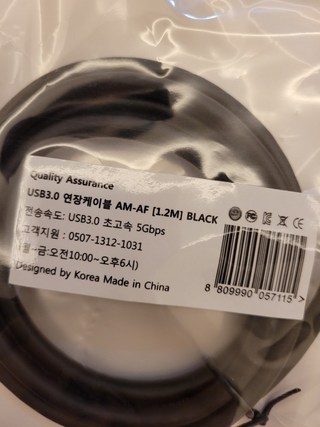 Quality Assurance
USB3.0 연장케이블 AM-AF [1.2M] BLACK
전송속도: USB3.0 초고속 5Gbps
고객지원 : 0507-1312-1031
(월~금:오전10:00~오후6시)
Designed by Korea Made in China
8 809990 057115 >